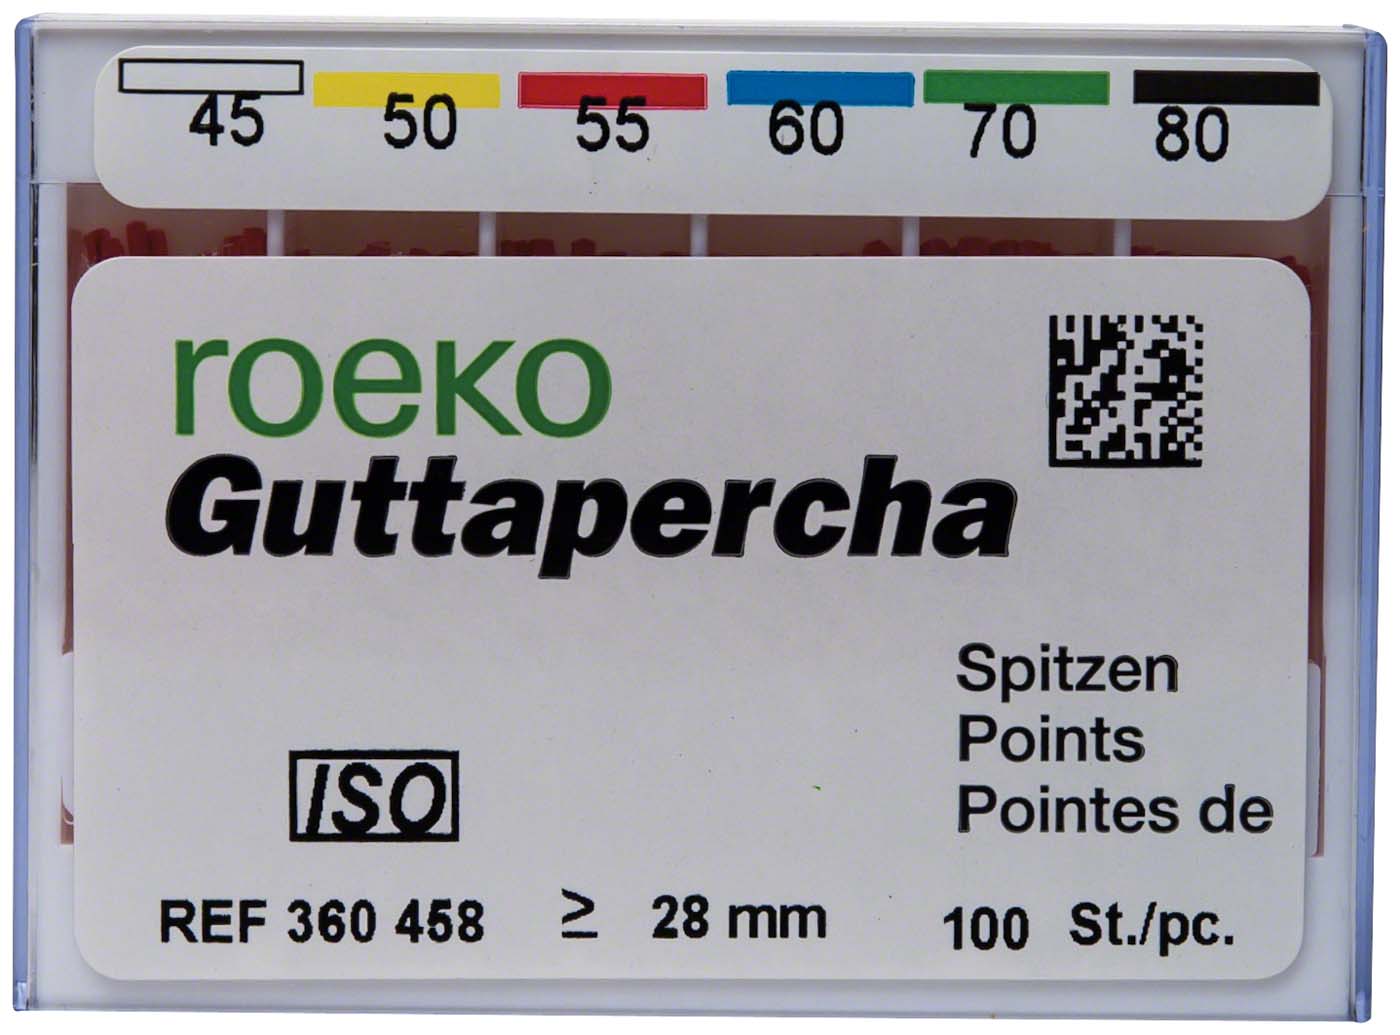 45 50 55 60 70 80
roeko
Guttapercha
Spitzen
Points
Pointes de
ISO
REF 360 458 ≥ 28 mm 100 St./pc.